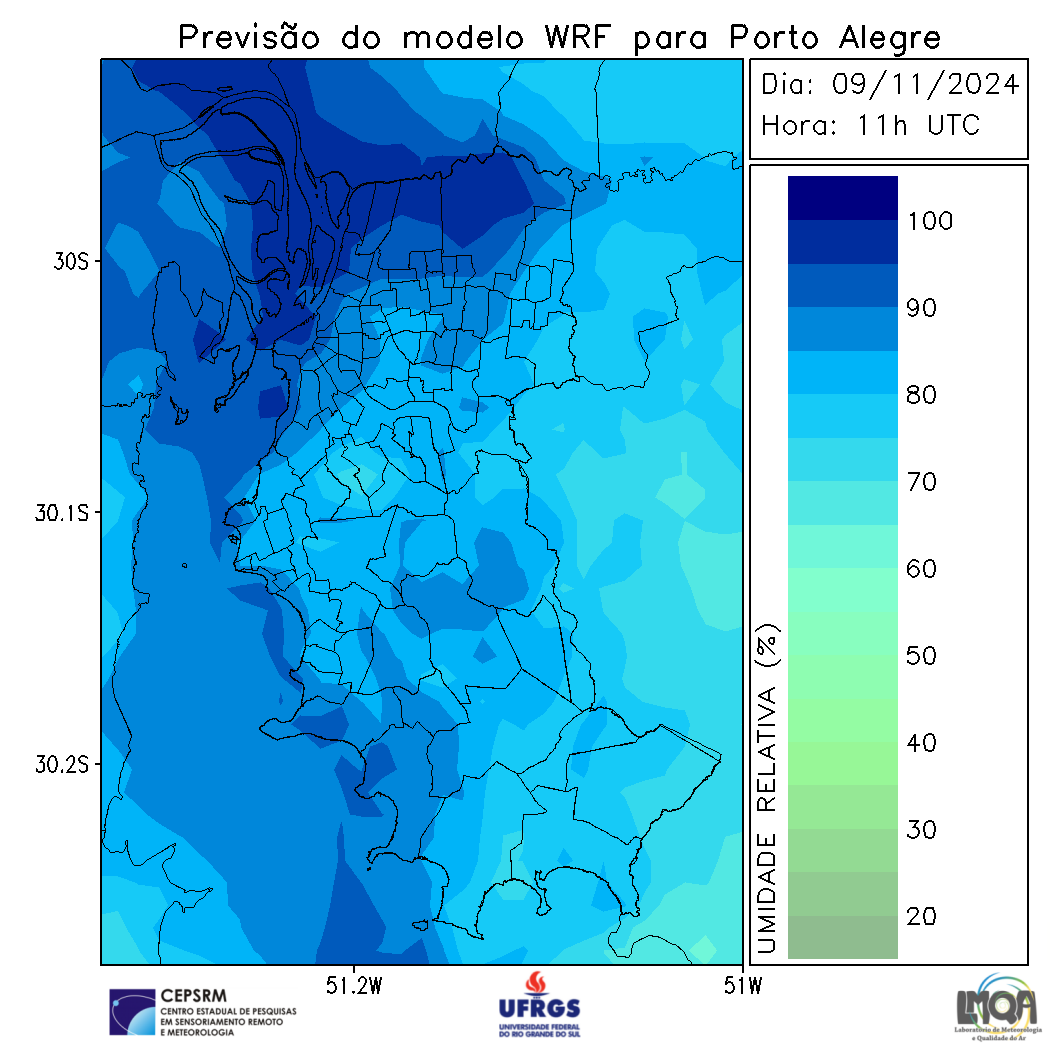 Previsão do modelo WRF para Porto Alegre
Dia: 09/11/2024
Hora: 11h UTC
30S
30.1S
30.2S
51.2W
51W
100
90
80
70
60
50
40
30
20
UMIDADE RELATIVA (%)
CEPSRM
CENTRO ESTADUAL DE PESQUISAS
EM SENSORIAMENTO REMOTO
E METEOROLOGIA
UFRGS
UNIVERSIDADE FEDERAL
DO RIO GRANDE DO SUL
LMQA
Laboratório de Meteorologia
e Qualidade do Ar